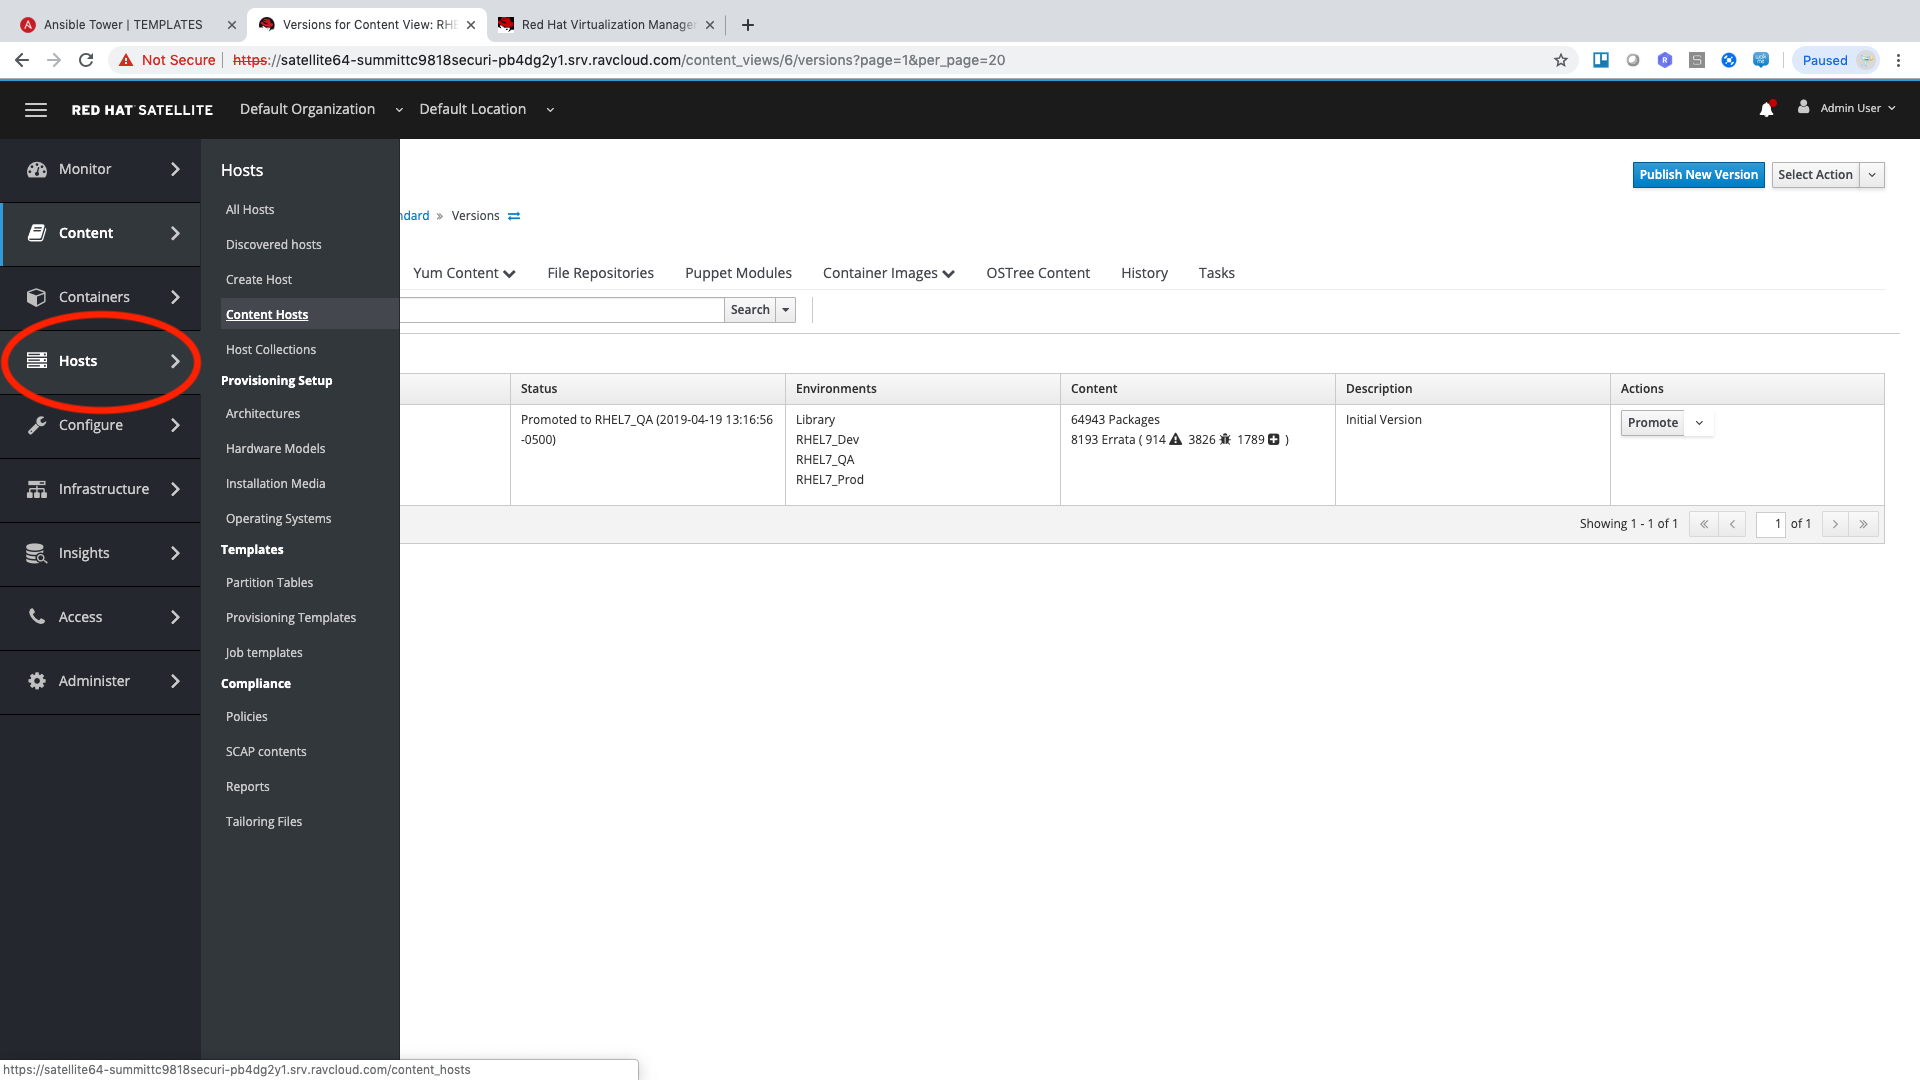 Ansible Tower | TEMPLATES
Versions for Content View: RHE
Red Hat Virtualization Manage
Not Secure
https://satellite64-summittc9818securi-pb4dg2y1.srv.ravcloud.com/content_views/6/versions?page=1&per_page=20
Paused
RED HAT SATELLITE
Default Organization
Default Location
Admin User
Monitor
Content
Containers
Hosts
Configure
Infrastructure
Insights
Access
Administer
Hosts
All Hosts
Discovered hosts
Create Host
Content Hosts
Host Collections
Provisioning Setup
Architectures
Hardware Models
Installation Media
Operating Systems
Templates
Partition Tables
Provisioning Templates
Job templates
Compliance
Policies
SCAP contents
Reports
Tailoring Files
Publish New Version
Select Action
ndard » Versions
Yum Content
File Repositories
Puppet Modules
Container Images
OSTree Content
History
Tasks
Search
Status
Environments
Content
Description
Actions
Promoted to RHEL7_QA (2019-04-19 13:16:56
-0500)
Library
RHEL7_Dev
RHEL7_QA
RHEL7_Prod
64943 Packages
8193 Errata ( 914 3826 1789 )
Initial Version
Promote
Showing 1 - 1 of 1
1 of 1
https://satellite64-summittc9818securi-pb4dg2y1.srv.ravcloud.com/content_hosts